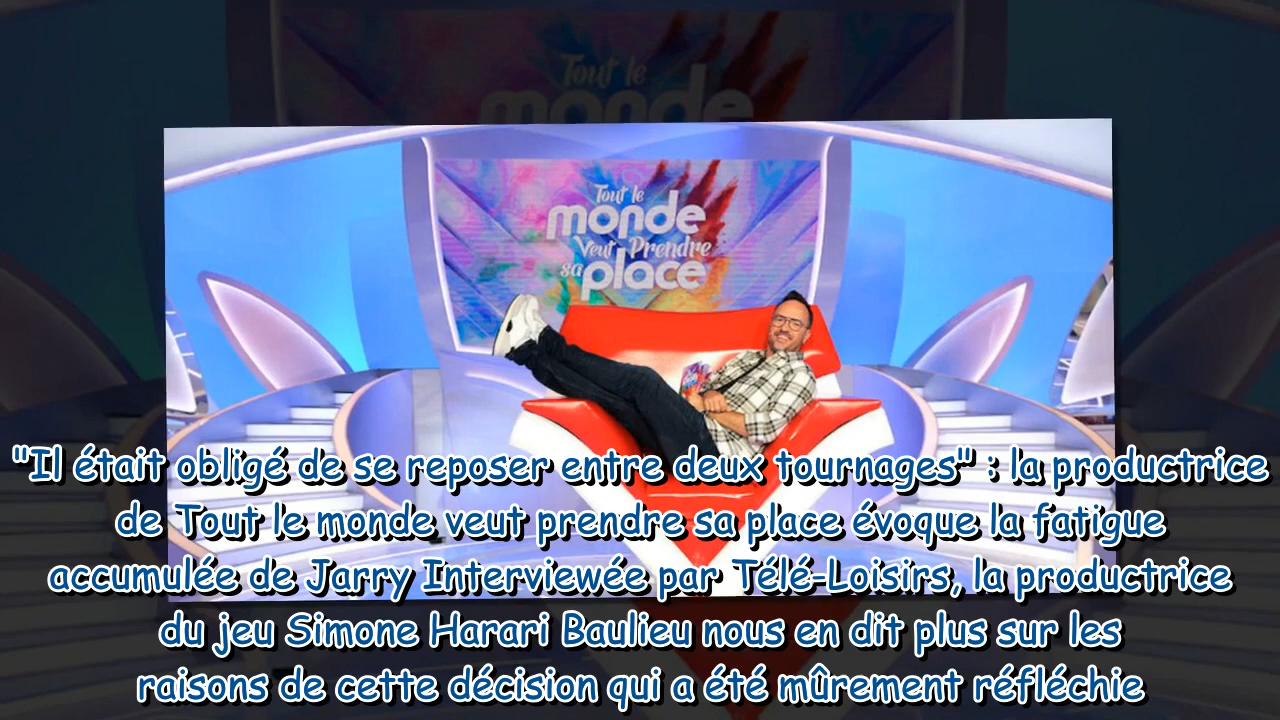 Tout le
monde
Tout le
monde
Veut Prendre
sa place
"Il était obligé de se reposer entre deux tournages" : la productrice
de Tout le monde veut prendre sa place évoque la fatigue
accumulée de Jarry Interviewée par Télé-Loisirs, la productrice
du jeu Simone Harari Baulieu nous en dit plus sur les
raisons de cette décision qui a été mûrement réfléchie